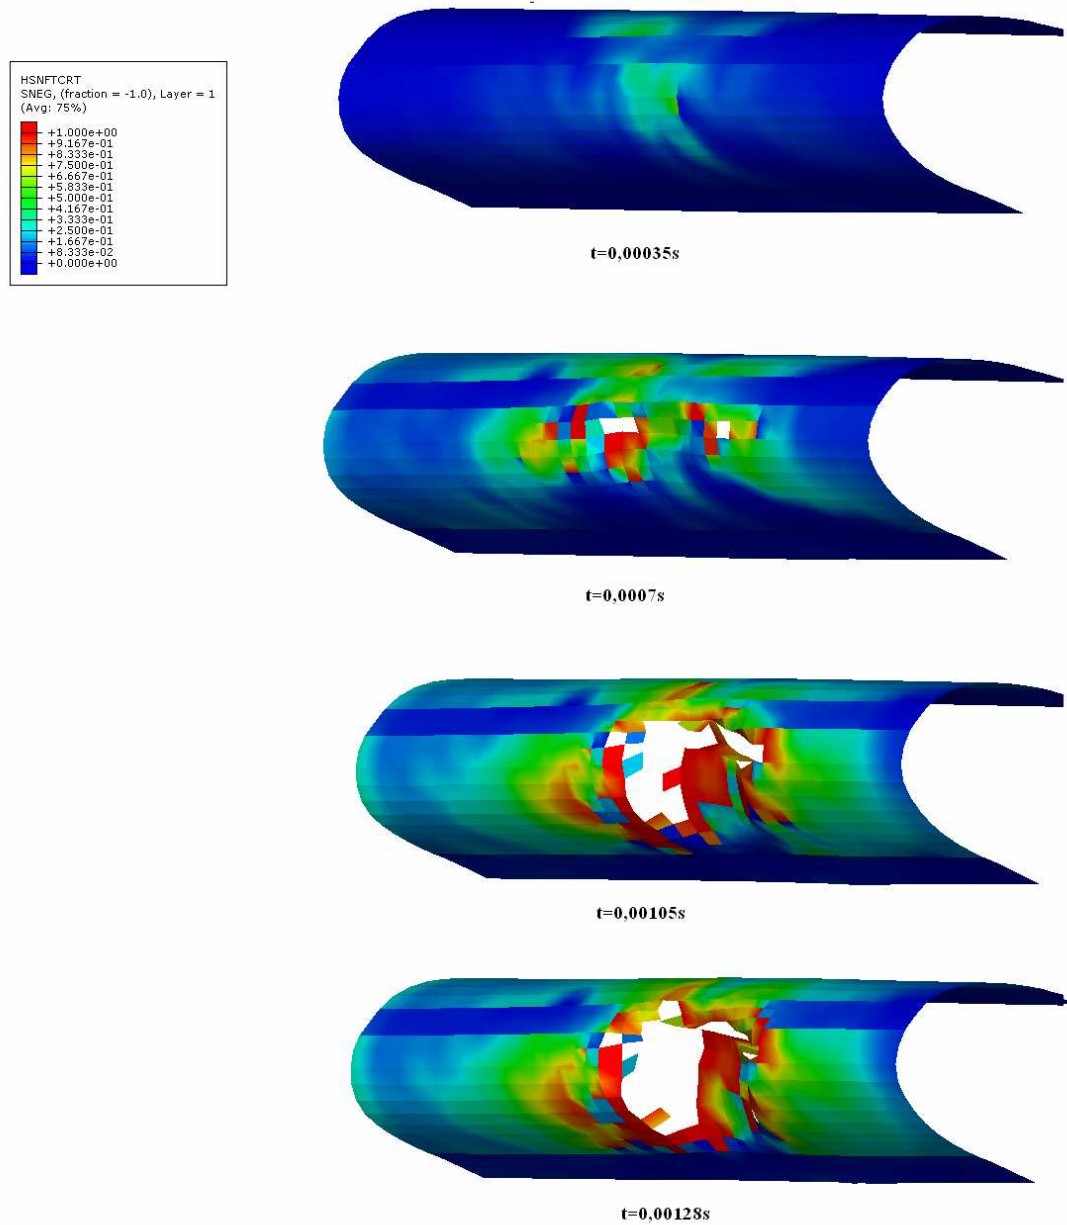 HSNFTCRT
SNEG, (fraction = -1.0), Layer = 1
(Avg: 75%)
+1.000e+00
+9.167e-01
+8.333e-01
+7.500e-01
+6.667e-01
+5.833e-01
+5.000e-01
+4.167e-01
+3.333e-01
+2.500e-01
+1.667e-01
+8.333e-02
+0.000e+00
t=0,00035s
t=0,0007s
t=0,00105s
t=0,00128s